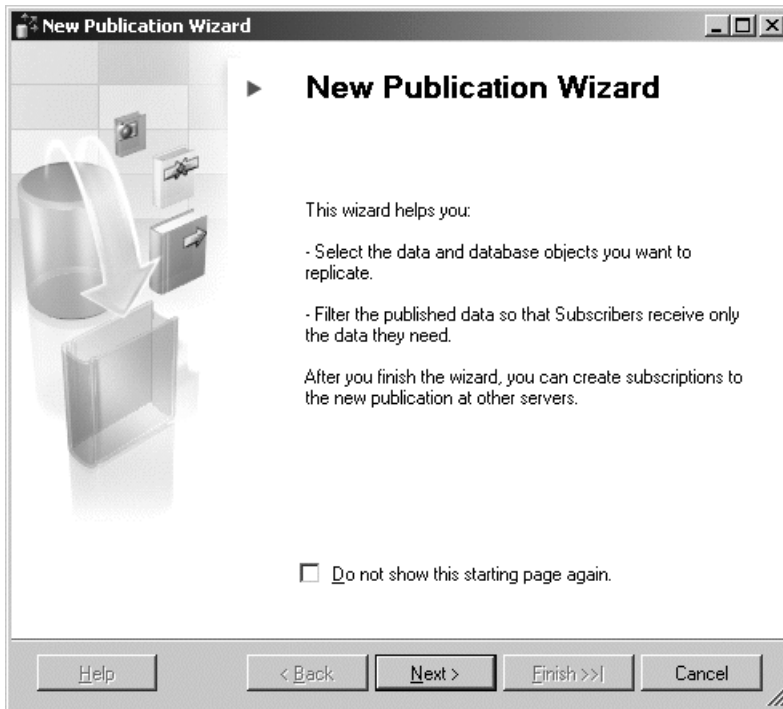 New Publication Wizard
New Publication Wizard
This wizard helps you:
- Select the data and database objects you want to
replicate.
- Filter the published data so that Subscribers receive only
the data they need.
After you finish the wizard, you can create subscriptions to
the new publication at other servers.
Do not show this starting page again.
Help
< Back
Next >
Finish >>|
Cancel